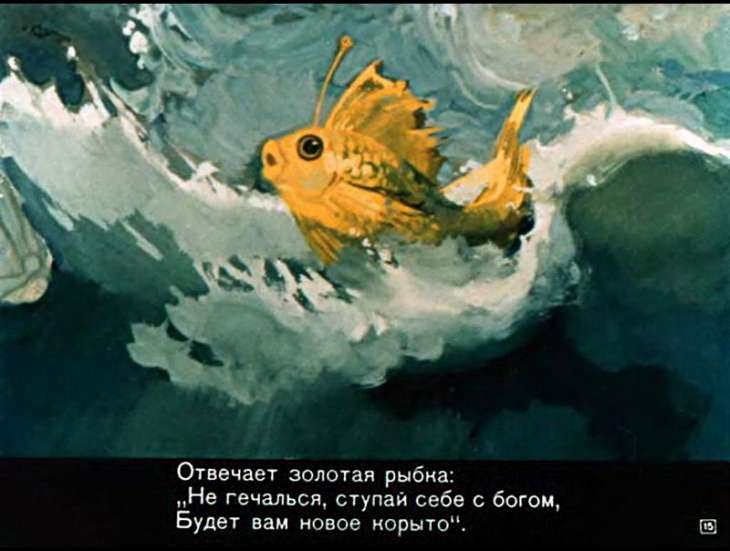 Отвечает золотая рыбка:
„Не гечалься, ступай себе с богом,
Будет вам новое корыто“.
15